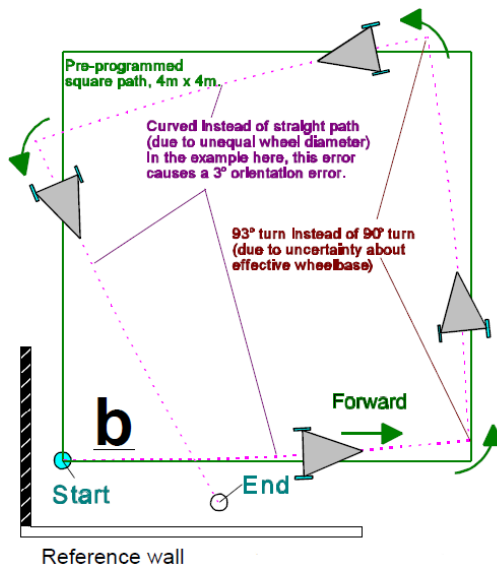 Pre-programmed
square path, 4m x 4m.
Curved instead of straight path
(due to unequal wheel diameter)
In the example here, this error
causes a 3° orientation error.
93° turn instead of 90° turn
(due to uncertainty about
effective wheelbase)
Forward
b
Start
End
Reference wall